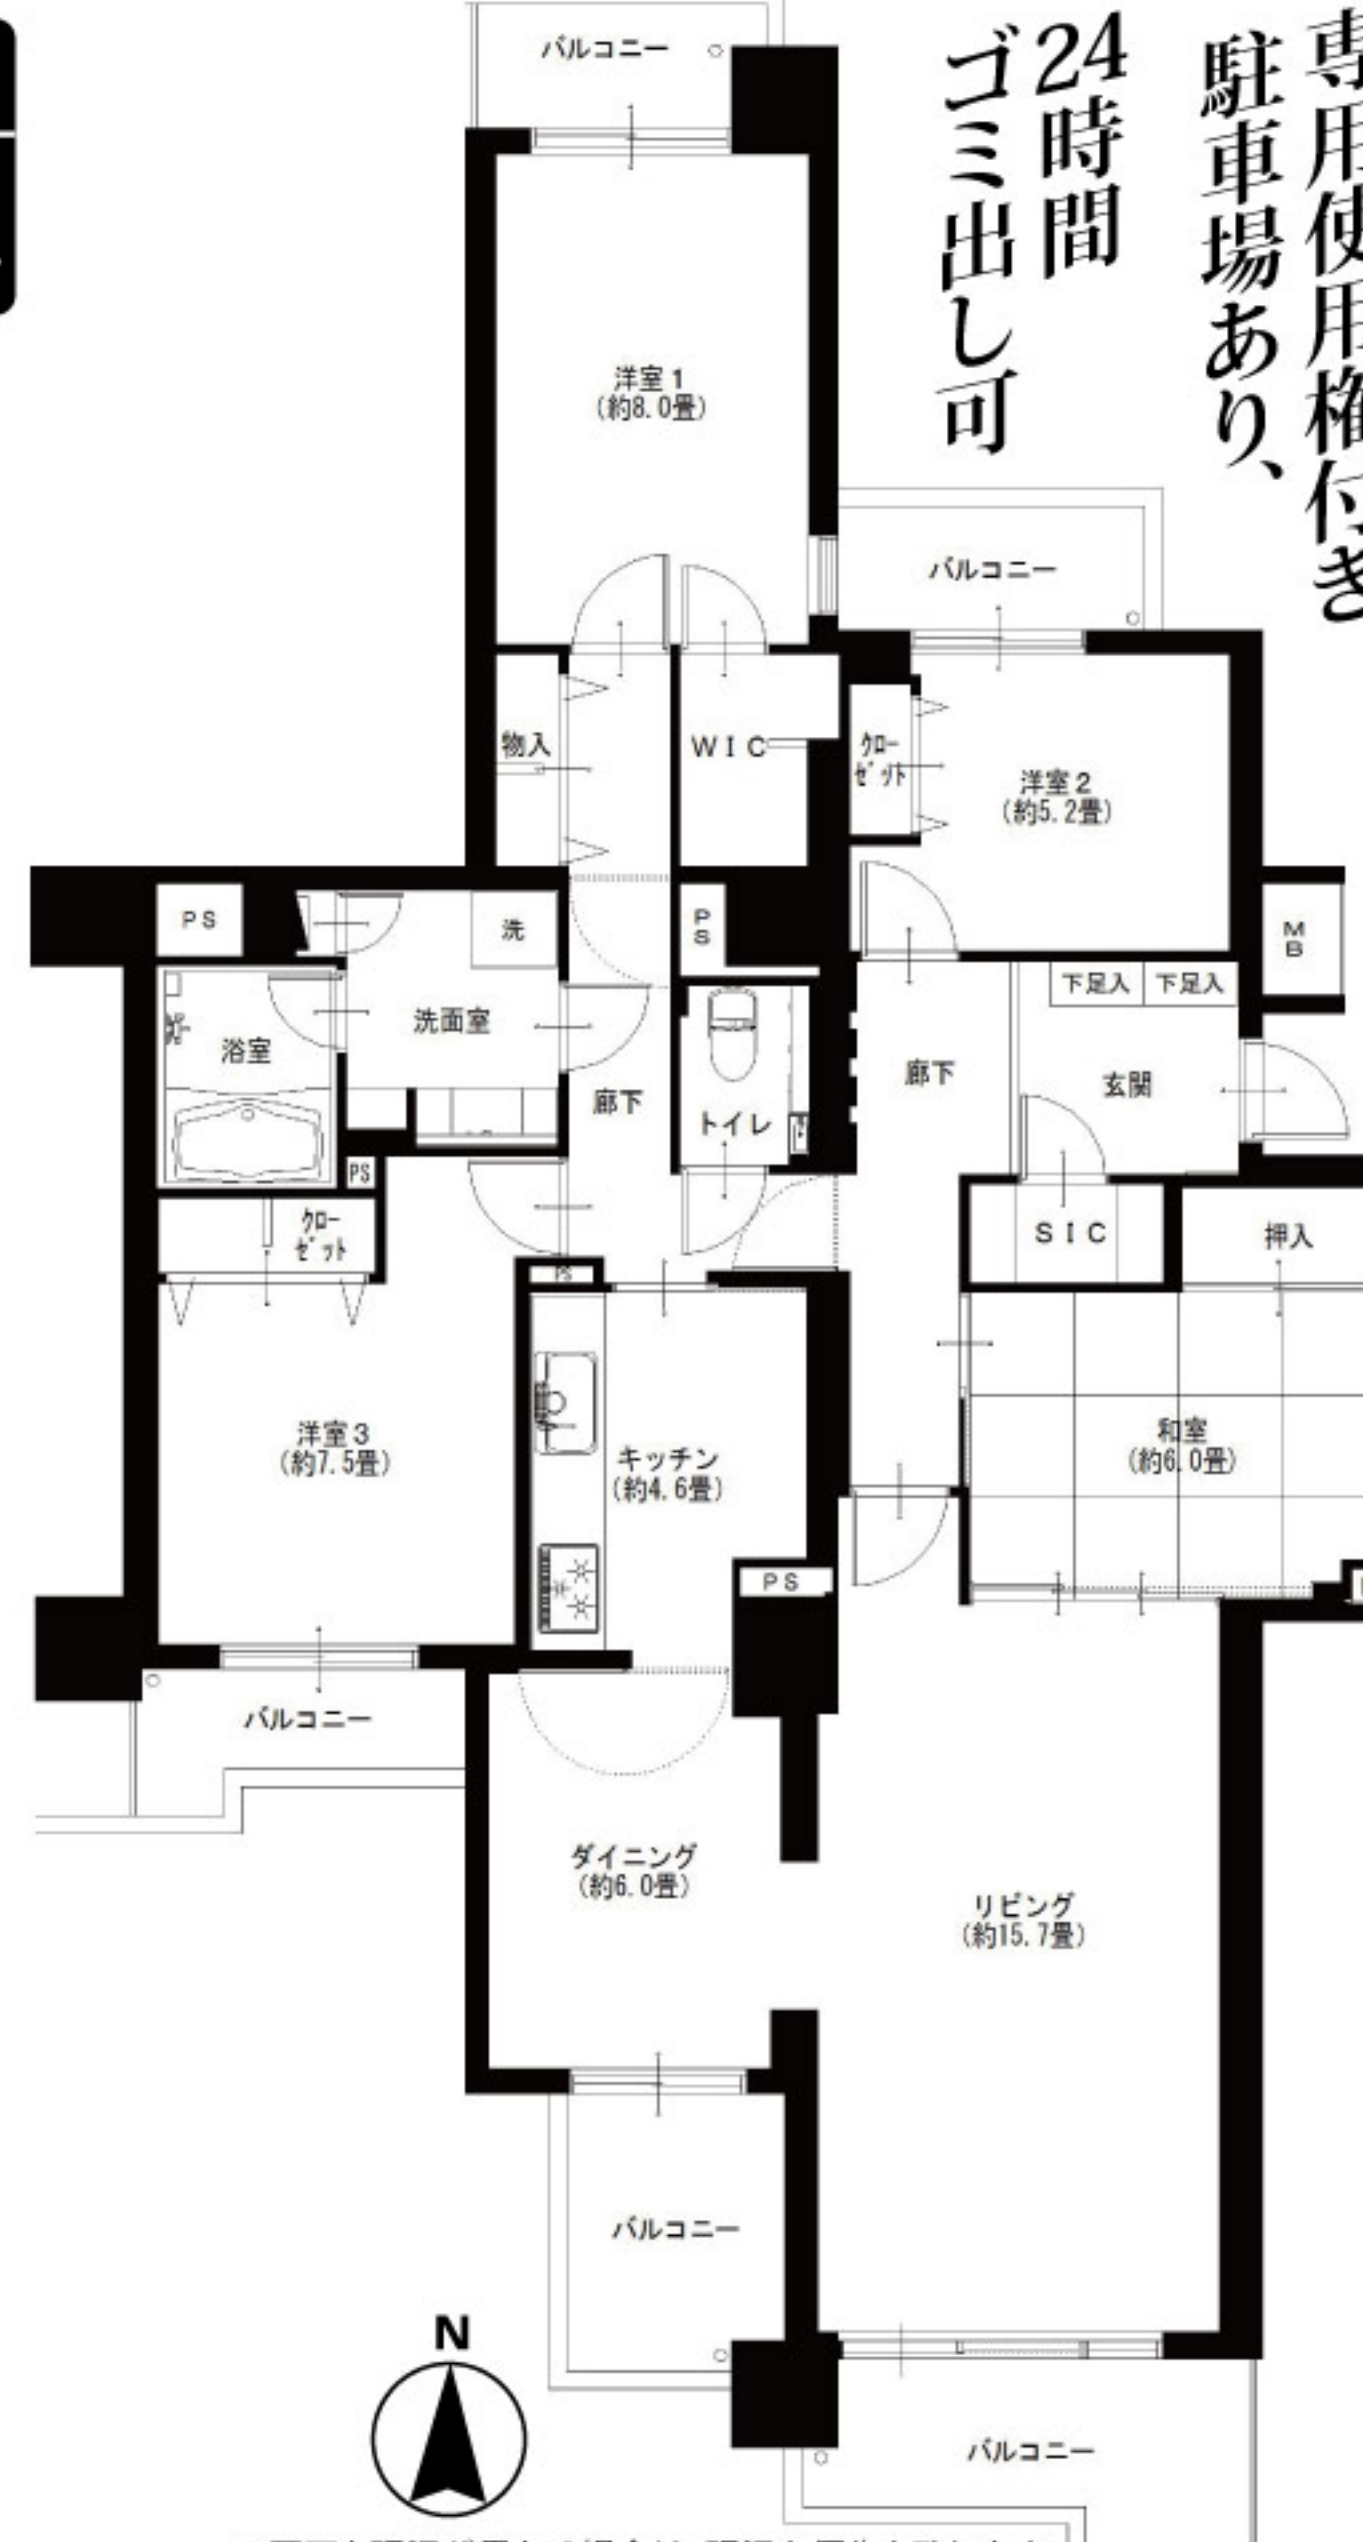 専用使用権付き
駐車場あり、
24時間
ゴミ出し可
バルコニー
洋室1
(約8.0畳)
バルコニー
物入
WIC
クロー
ゼット
洋室2
(約5.2畳)
PS
洗
PS
MB
下足入
下足入
浴室
洗面室
廊下
トイレ
廊下
玄関
PS
クロー
ゼット
PS
SIC
押入
洋室3
(約7.5畳)
キッチン
(約4.6畳)
和室
(約6.0畳)
PS
バルコニー
ダイニング
(約6.0畳)
リビング
(約15.7畳)
バルコニー
N
バルコニー